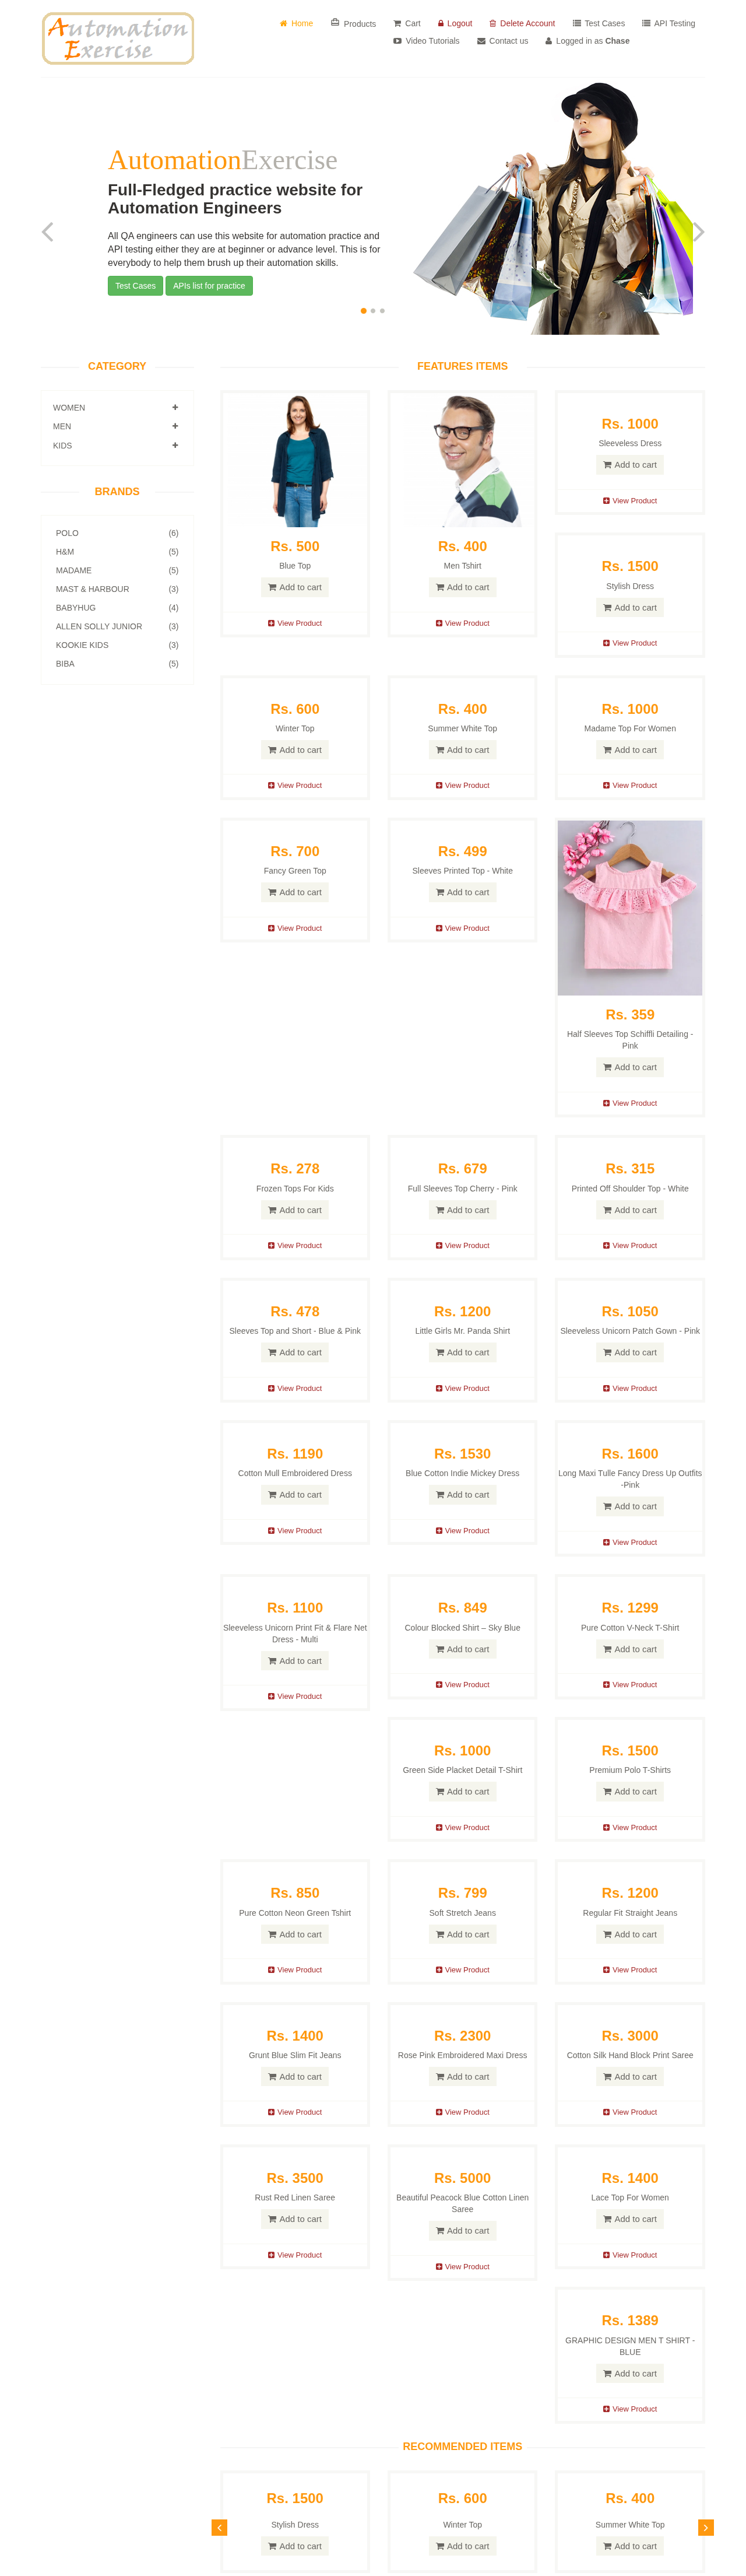 Automation
Exercise
Home
Products
Cart
Logout
Delete Account
Test Cases
API Testing
Video Tutorials
Contact us
Logged in as Chase
AutomationExercise
Full-Fledged practice website for
Automation Engineers
All QA engineers can use this website for automation practice and
API testing either they are at beginner or advance level. This is for
everybody to help them brush up their automation skills.
Test Cases
APIs list for practice
CATEGORY
WOMEN
MEN
KIDS
BRANDS
POLO (6)
H&M (5)
MADAME (5)
MAST & HARBOUR (3)
BABYHUG (4)
ALLEN SOLLY JUNIOR (3)
KOOKIE KIDS (3)
BIBA (5)
FEATURES ITEMS
Rs. 500
Blue Top
Add to cart
View Product
Rs. 400
Men Tshirt
Add to cart
View Product
Rs. 1000
Sleeveless Dress
Add to cart
View Product
Rs. 1500
Stylish Dress
Add to cart
View Product
Rs. 600
Winter Top
Add to cart
View Product
Rs. 400
Summer White Top
Add to cart
View Product
Rs. 1000
Madame Top For Women
Add to cart
View Product
Rs. 700
Fancy Green Top
Add to cart
View Product
Rs. 499
Sleeves Printed Top - White
Add to cart
View Product
Rs. 359
Half Sleeves Top Schiffli Detailing -
Pink
Add to cart
View Product
Rs. 278
Frozen Tops For Kids
Add to cart
View Product
Rs. 679
Full Sleeves Top Cherry - Pink
Add to cart
View Product
Rs. 315
Printed Off Shoulder Top - White
Add to cart
View Product
Rs. 478
Sleeves Top and Short - Blue & Pink
Add to cart
View Product
Rs. 1200
Little Girls Mr. Panda Shirt
Add to cart
View Product
Rs. 1050
Sleeveless Unicorn Patch Gown - Pink
Add to cart
View Product
Rs. 1190
Cotton Mull Embroidered Dress
Add to cart
View Product
Rs. 1530
Blue Cotton Indie Mickey Dress
Add to cart
View Product
Rs. 1600
Long Maxi Tulle Fancy Dress Up Outfits
-Pink
Add to cart
View Product
Rs. 1100
Sleeveless Unicorn Print Fit & Flare Net
Dress - Multi
Add to cart
View Product
Rs. 849
Colour Blocked Shirt – Sky Blue
Add to cart
View Product
Rs. 1299
Pure Cotton V-Neck T-Shirt
Add to cart
View Product
Rs. 1000
Green Side Placket Detail T-Shirt
Add to cart
View Product
Rs. 1500
Premium Polo T-Shirts
Add to cart
View Product
Rs. 850
Pure Cotton Neon Green Tshirt
Add to cart
View Product
Rs. 799
Soft Stretch Jeans
Add to cart
View Product
Rs. 1200
Regular Fit Straight Jeans
Add to cart
View Product
Rs. 1400
Grunt Blue Slim Fit Jeans
Add to cart
View Product
Rs. 2300
Rose Pink Embroidered Maxi Dress
Add to cart
View Product
Rs. 3000
Cotton Silk Hand Block Print Saree
Add to cart
View Product
Rs. 3500
Rust Red Linen Saree
Add to cart
View Product
Rs. 5000
Beautiful Peacock Blue Cotton Linen
Saree
Add to cart
View Product
Rs. 1400
Lace Top For Women
Add to cart
View Product
Rs. 1389
GRAPHIC DESIGN MEN T SHIRT -
BLUE
Add to cart
View Product
RECOMMENDED ITEMS
Rs. 1500
Stylish Dress
Add to cart
Rs. 600
Winter Top
Add to cart
Rs. 400
Summer White Top
Add to cart